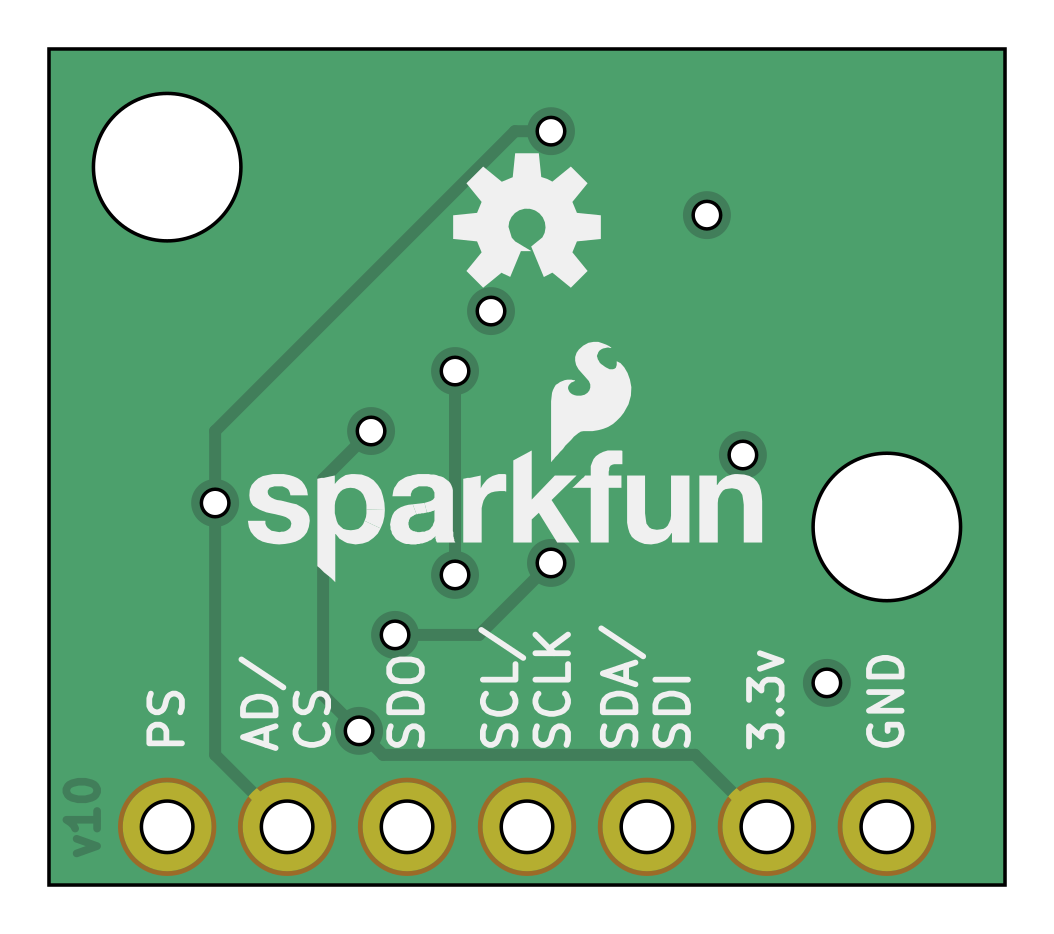 sparkfun
PS
AD/
CS
SDO
SCL/
SCLK
SDA/
SDI
3.3v
GND
v10